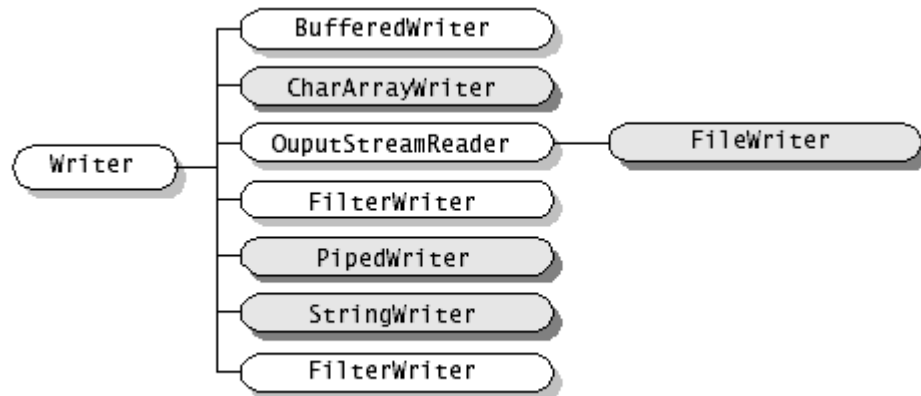 BufferedWriter
CharArrayWriter
OuputStreamReader
FileWriter
Writer
FilterWriter
PipedWriter
StringWriter
FilterWriter